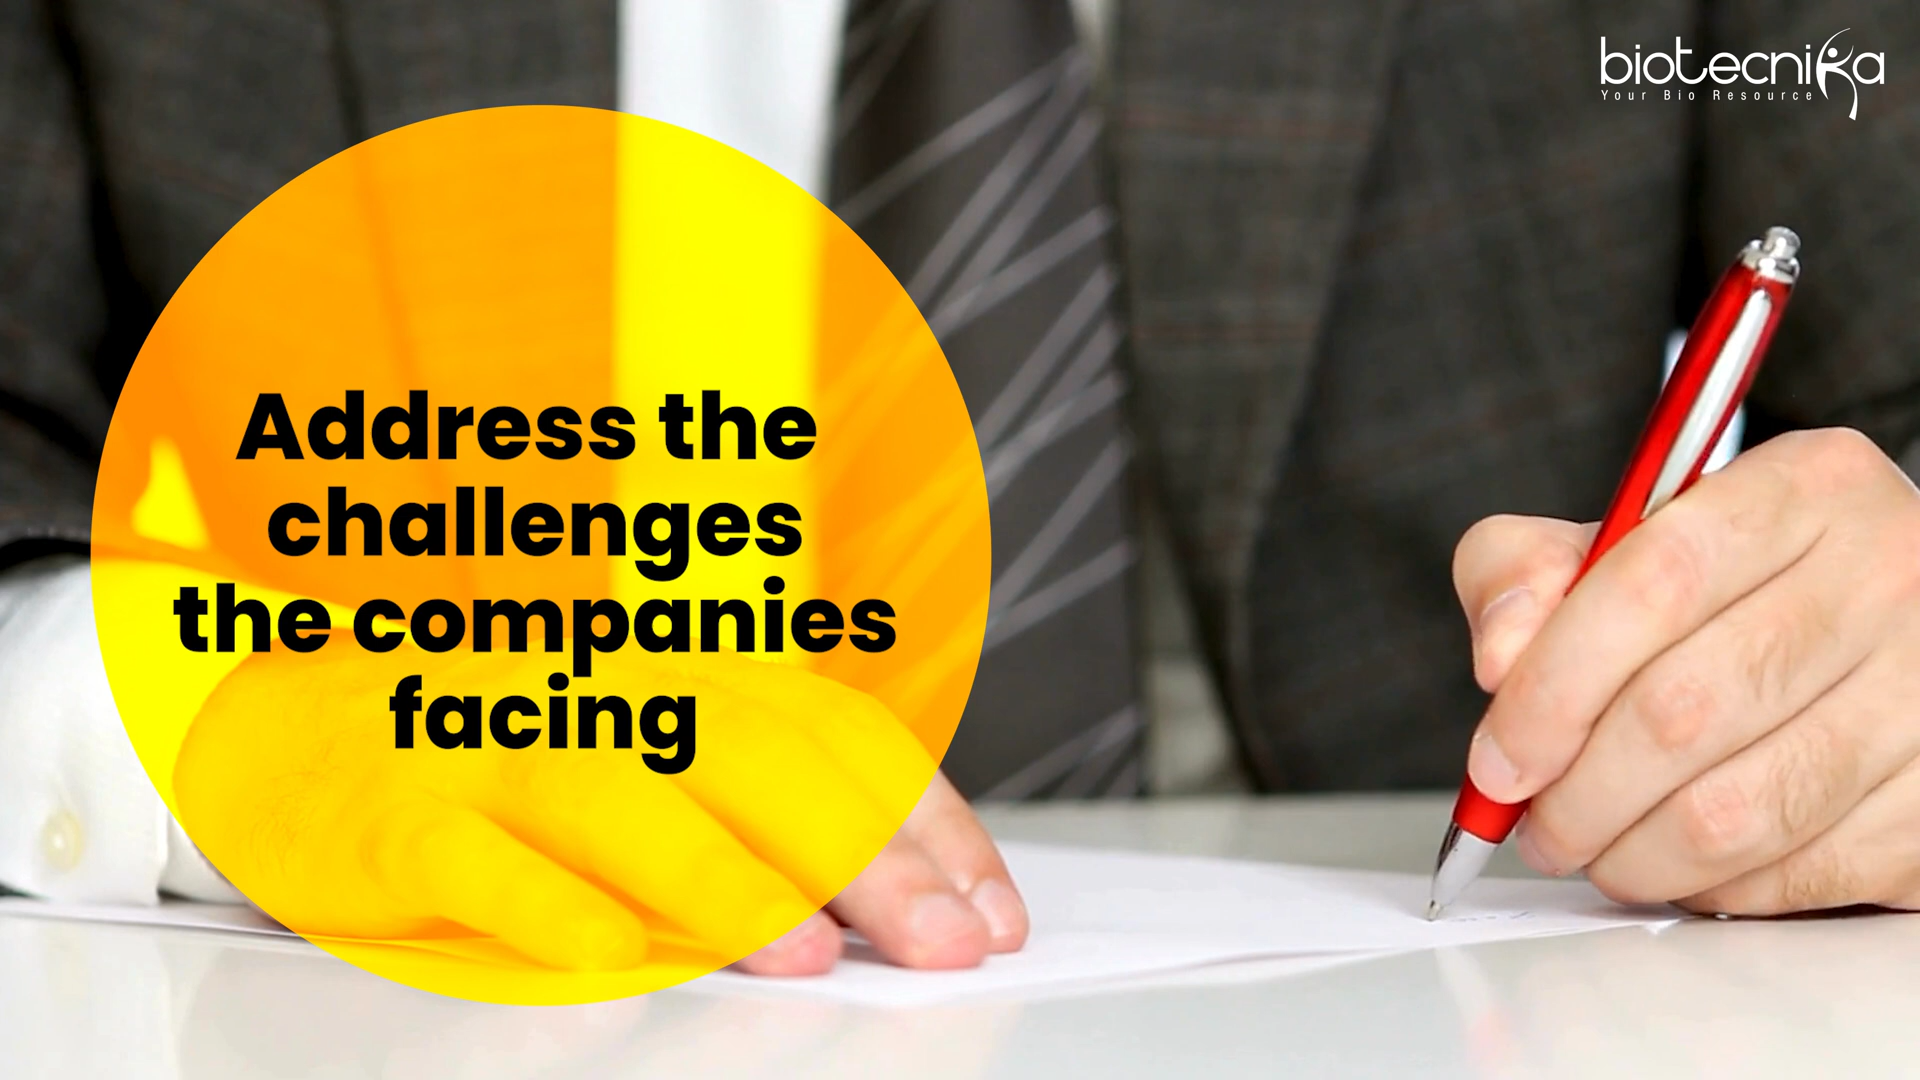 biotecnika
Your Bio Resource
Address the
challenges
the companies
facing